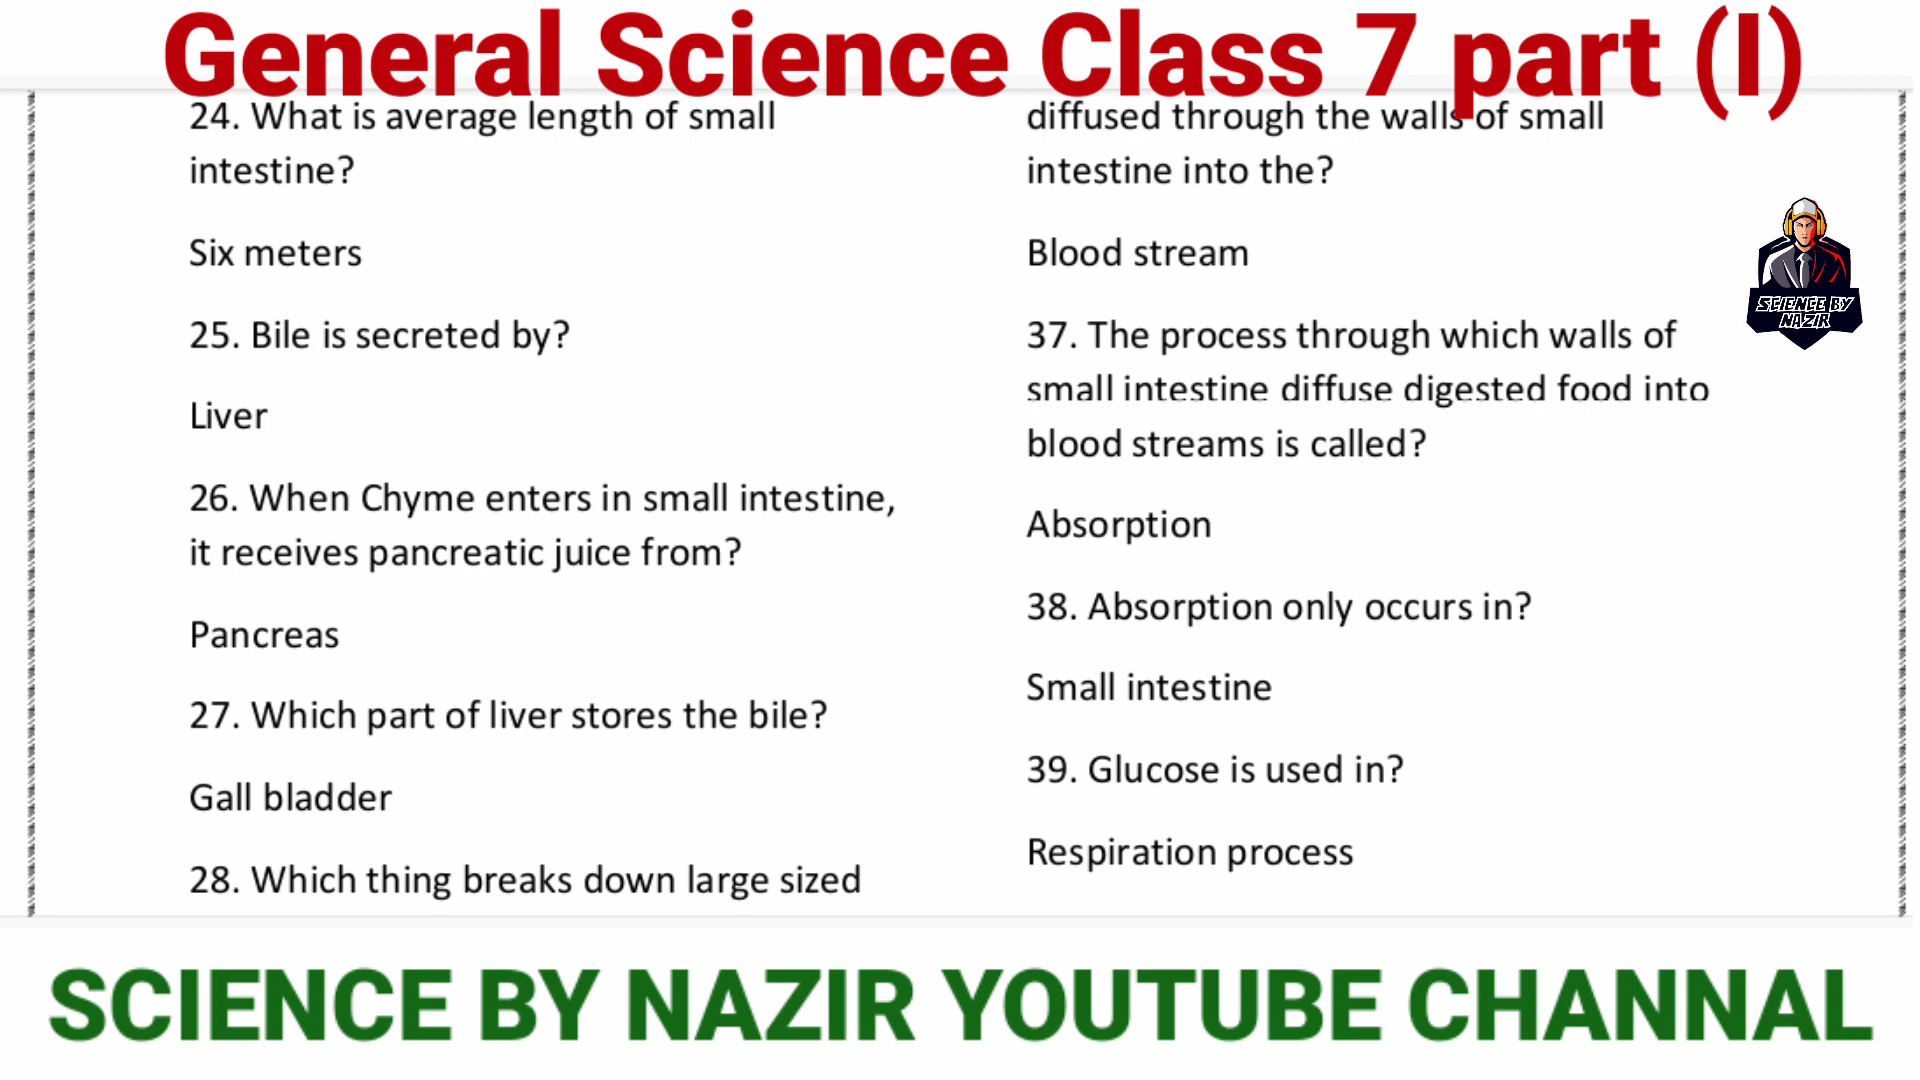 General Science Class 7 part (I)
24. What is average length of small
intestine?
Six meters
25. Bile is secreted by?
Liver
26. When Chyme enters in small intestine,
it receives pancreatic juice from?
Pancreas
27. Which part of liver stores the bile?
Gall bladder
28. Which thing breaks down large sized
diffused through the walls of small
intestine into the?
Blood stream
37. The process through which walls of
small intestine diffuse digested food into
blood streams is called?
Absorption
38. Absorption only occurs in?
Small intestine
39. Glucose is used in?
Respiration process
SCIENCE BY
NAZIR
SCIENCE BY NAZIR YOUTUBE CHANNAL